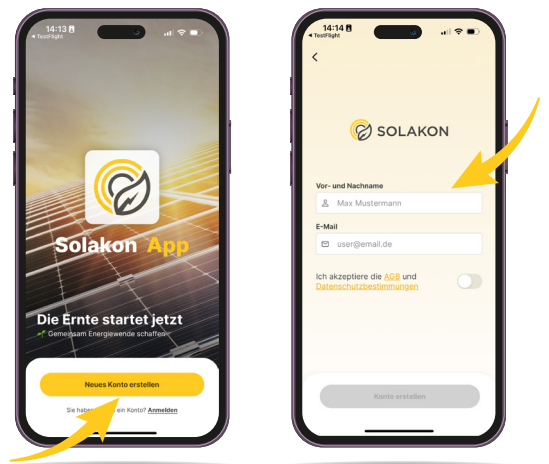 14:13
◂ TestFlight
Solakon App
Die Ernte startet jetzt
Gemeinsam Energiewende schaffen
Neues Konto erstellen
Sie haben ein Konto? Anmelden
14:14
◂ TestFlight
SOLAKON
Vor- und Nachname
Max Mustermann
E-Mail
user@email.de
Ich akzeptiere die AGB und
Datenschutzbestimmungen
Konto erstellen